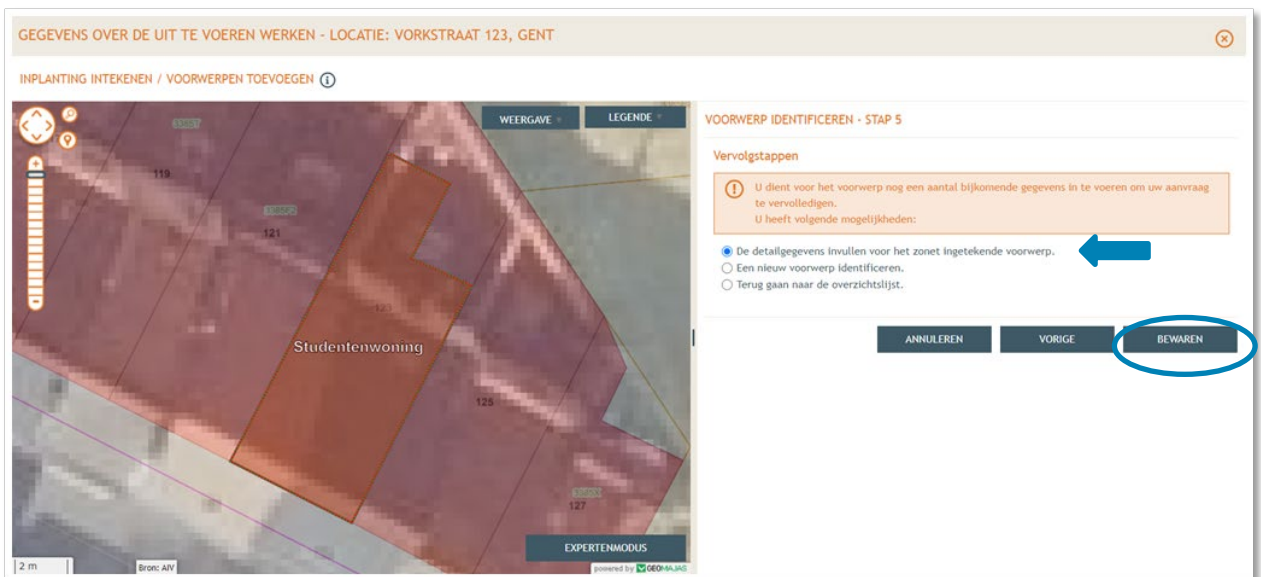 GEGEVENS OVER DE UIT TE VOEREN WERKEN - LOCATIE: VORKSTRAAT 123, GENT
INPLANTING INTEKENEN / VOORWERPEN TOEVOEGEN
WEERGAVE
LEGENDE
119
121
Studentenwoning
125
127
EXPERTENMODUS
2 m
Bron: AIV
powered by GEOMAJAS
VOORWERP IDENTIFICEREN - STAP 5
Vervolgstappen
U dient voor het voorwerp nog een aantal bijkomende gegevens in te voeren om uw aanvraag
te vervolledigen.
U heeft volgende mogelijkheden:
De detailgegevens invullen voor het zonet ingetekende voorwerp.
Een nieuw voorwerp identificeren.
Terug gaan naar de overzichtslijst.
ANNULEREN
VORIGE
BEWAREN